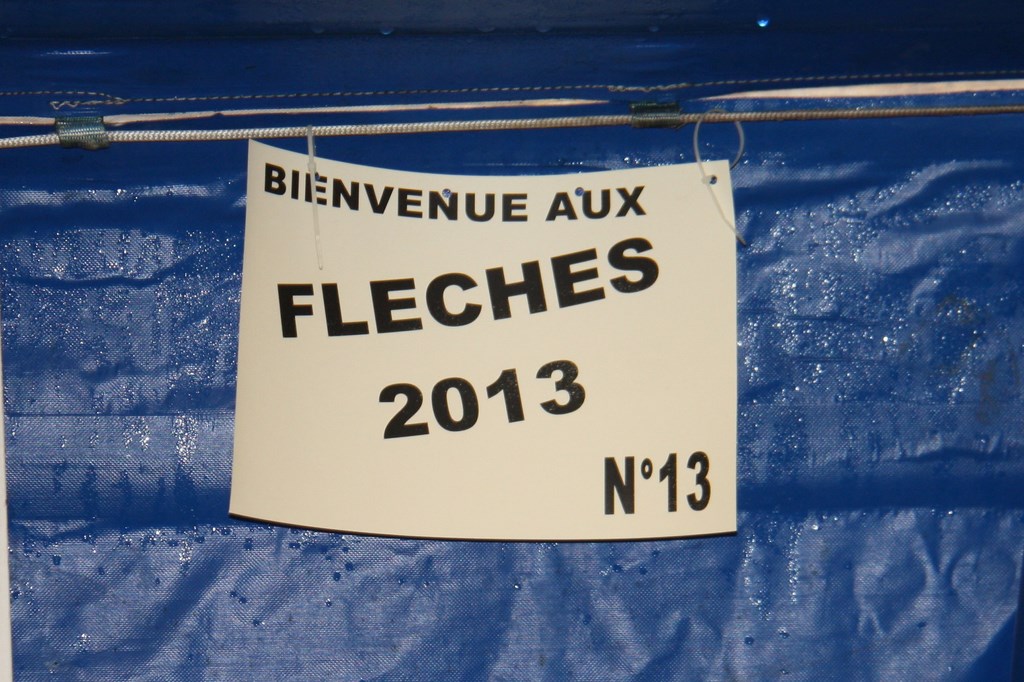 BIENVENUE AUX
FLECHES
2013
N°13